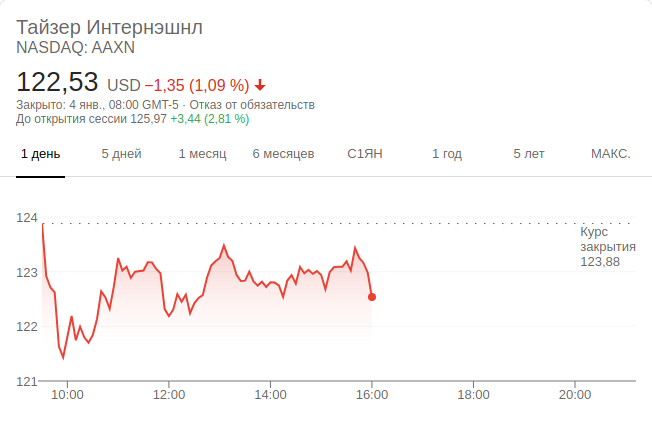 Тайзер Интернэшнл
NASDAQ: AAXN
122,53 USD −1,35 (1,09 %)
Закрыто: 4 янв., 08:00 GMT-5 · Отказ от обязательств
До открытия сессии 125,97 +3,44 (2,81 %)
1 день 5 дней 1 месяц 6 месяцев С1ЯН 1 год 5 лет МАКС.
124
Курс
закрытия
123,88
123
122
121
10:00 12:00 14:00 16:00 18:00 20:00